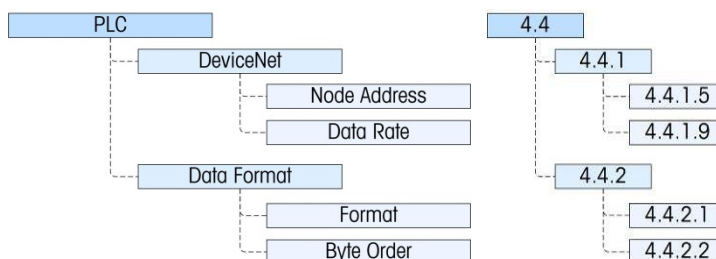 PLC 4.4
DeviceNet 4.4.1
Node Address 4.4.1.5
Data Rate 4.4.1.9
Data Format 4.4.2
Format 4.4.2.1
Byte Order 4.4.2.2